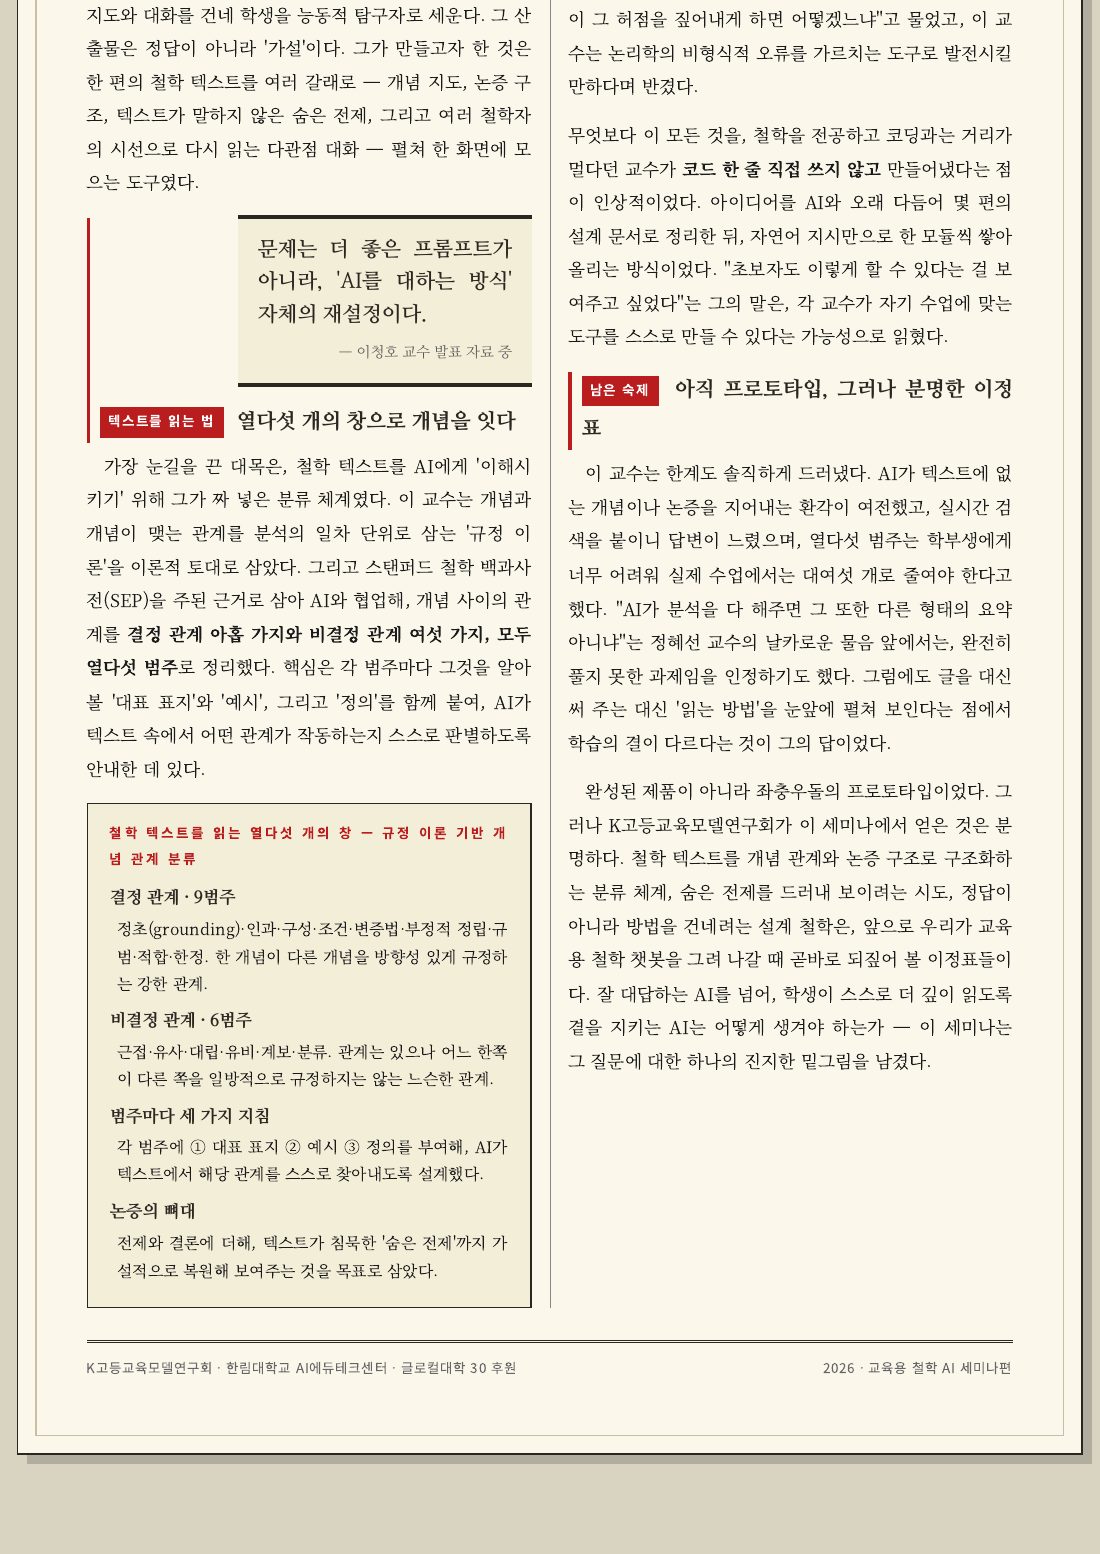 지도와 대화를 건네 학생을 능동적 탐구자로 세운다. 그 산
출물은 정답이 아니라 '가설'이다. 그가 만들고자 한 것은
한 편의 철학 텍스트를 여러 갈래로 — 개념 지도, 논증 구
조, 텍스트가 말하지 않은 숨은 전제, 그리고 여러 철학자
의 시선으로 다시 읽는 다관점 대화 — 펼쳐 한 화면에 모
으는 도구였다.
문제는 더 좋은 프롬프트가
아니라, 'AI를 대하는 방식'
자체의 재설정이다.
— 이청호 교수 발표 자료 중
텍스트를 읽는 법 열다섯 개의 창으로 개념을 잇다
가장 눈길을 끈 대목은, 철학 텍스트를 AI에게 '이해시
키기' 위해 그가 짜 넣은 분류 체계였다. 이 교수는 개념과
개념이 맺는 관계를 분석의 일차 단위로 삼는 '규정 이
론'을 이론적 토대로 삼았다. 그리고 스탠퍼드 철학 백과사
전(SEP)을 주된 근거로 삼아 AI와 협업해, 개념 사이의 관
계를 결정 관계 아홉 가지와 비결정 관계 여섯 가지, 모두
열다섯 범주로 정리했다. 핵심은 각 범주마다 그것을 알아
볼 '대표 표지'와 '예시', 그리고 '정의'를 함께 붙여, AI가
텍스트 속에서 어떤 관계가 작동하는지 스스로 판별하도록
안내한 데 있다.
철학 텍스트를 읽는 열다섯 개의 창 — 규정 이론 기반 개
념 관계 분류
결정 관계 · 9범주
정초(grounding)·인과·구성·조건·변증법·부정적 정립·규
범·적합·한정. 한 개념이 다른 개념을 방향성 있게 규정하
는 강한 관계.
비결정 관계 · 6범주
근접·유사·대립·유비·계보·분류. 관계는 있으나 어느 한쪽
이 다른 쪽을 일방적으로 규정하지는 않는 느슨한 관계.
범주마다 세 가지 지침
각 범주에 ① 대표 표지 ② 예시 ③ 정의를 부여해, AI가
텍스트에서 해당 관계를 스스로 찾아내도록 설계했다.
논증의 뼈대
전제와 결론에 더해, 텍스트가 침묵한 '숨은 전제'까지 가
설적으로 복원해 보여주는 것을 목표로 삼았다.
이 그 허점을 짚어내게 하면 어떻겠느냐"고 물었고, 이 교
수는 논리학의 비형식적 오류를 가르치는 도구로 발전시킬
만하다며 반겼다.
무엇보다 이 모든 것을, 철학을 전공하고 코딩과는 거리가
멀다던 교수가 코드 한 줄 직접 쓰지 않고 만들어냈다는 점
이 인상적이었다. 아이디어를 AI와 오래 다듬어 몇 편의
설계 문서로 정리한 뒤, 자연어 지시만으로 한 모듈씩 쌓아
올리는 방식이었다. "초보자도 이렇게 할 수 있다는 걸 보
여주고 싶었다"는 그의 말은, 각 교수가 자기 수업에 맞는
도구를 스스로 만들 수 있다는 가능성으로 읽혔다.
남은 숙제 아직 프로토타입, 그러나 분명한 이정
표
이 교수는 한계도 솔직하게 드러냈다. AI가 텍스트에 없
는 개념이나 논증을 지어내는 환각이 여전했고, 실시간 검
색을 붙이니 답변이 느렸으며, 열다섯 범주는 학부생에게
너무 어려워 실제 수업에서는 대여섯 개로 줄여야 한다고
했다. "AI가 분석을 다 해주면 그 또한 다른 형태의 요약
아니냐"는 정혜선 교수의 날카로운 물음 앞에서는, 완전히
풀지 못한 과제임을 인정하기도 했다. 그럼에도 글을 대신
써 주는 대신 '읽는 방법'을 눈앞에 펼쳐 보인다는 점에서
학습의 결이 다르다는 것이 그의 답이었다.
완성된 제품이 아니라 좌충우돌의 프로토타입이었다. 그
러나 K고등교육모델연구회가 이 세미나에서 얻은 것은 분
명하다. 철학 텍스트를 개념 관계와 논증 구조로 구조화하
는 분류 체계, 숨은 전제를 드러내 보이려는 시도, 정답이
아니라 방법을 건네려는 설계 철학은, 앞으로 우리가 교육
용 철학 챗봇을 그려 나갈 때 곧바로 되짚어 볼 이정표들이
다. 잘 대답하는 AI를 넘어, 학생이 스스로 더 깊이 읽도록
곁을 지키는 AI는 어떻게 생겨야 하는가 — 이 세미나는
그 질문에 대한 하나의 진지한 밑그림을 남겼다.
K고등교육모델연구회 · 한림대학교 AI에듀테크센터 · 글로컬대학 30 후원
2026 · 교육용 철학 AI 세미나편